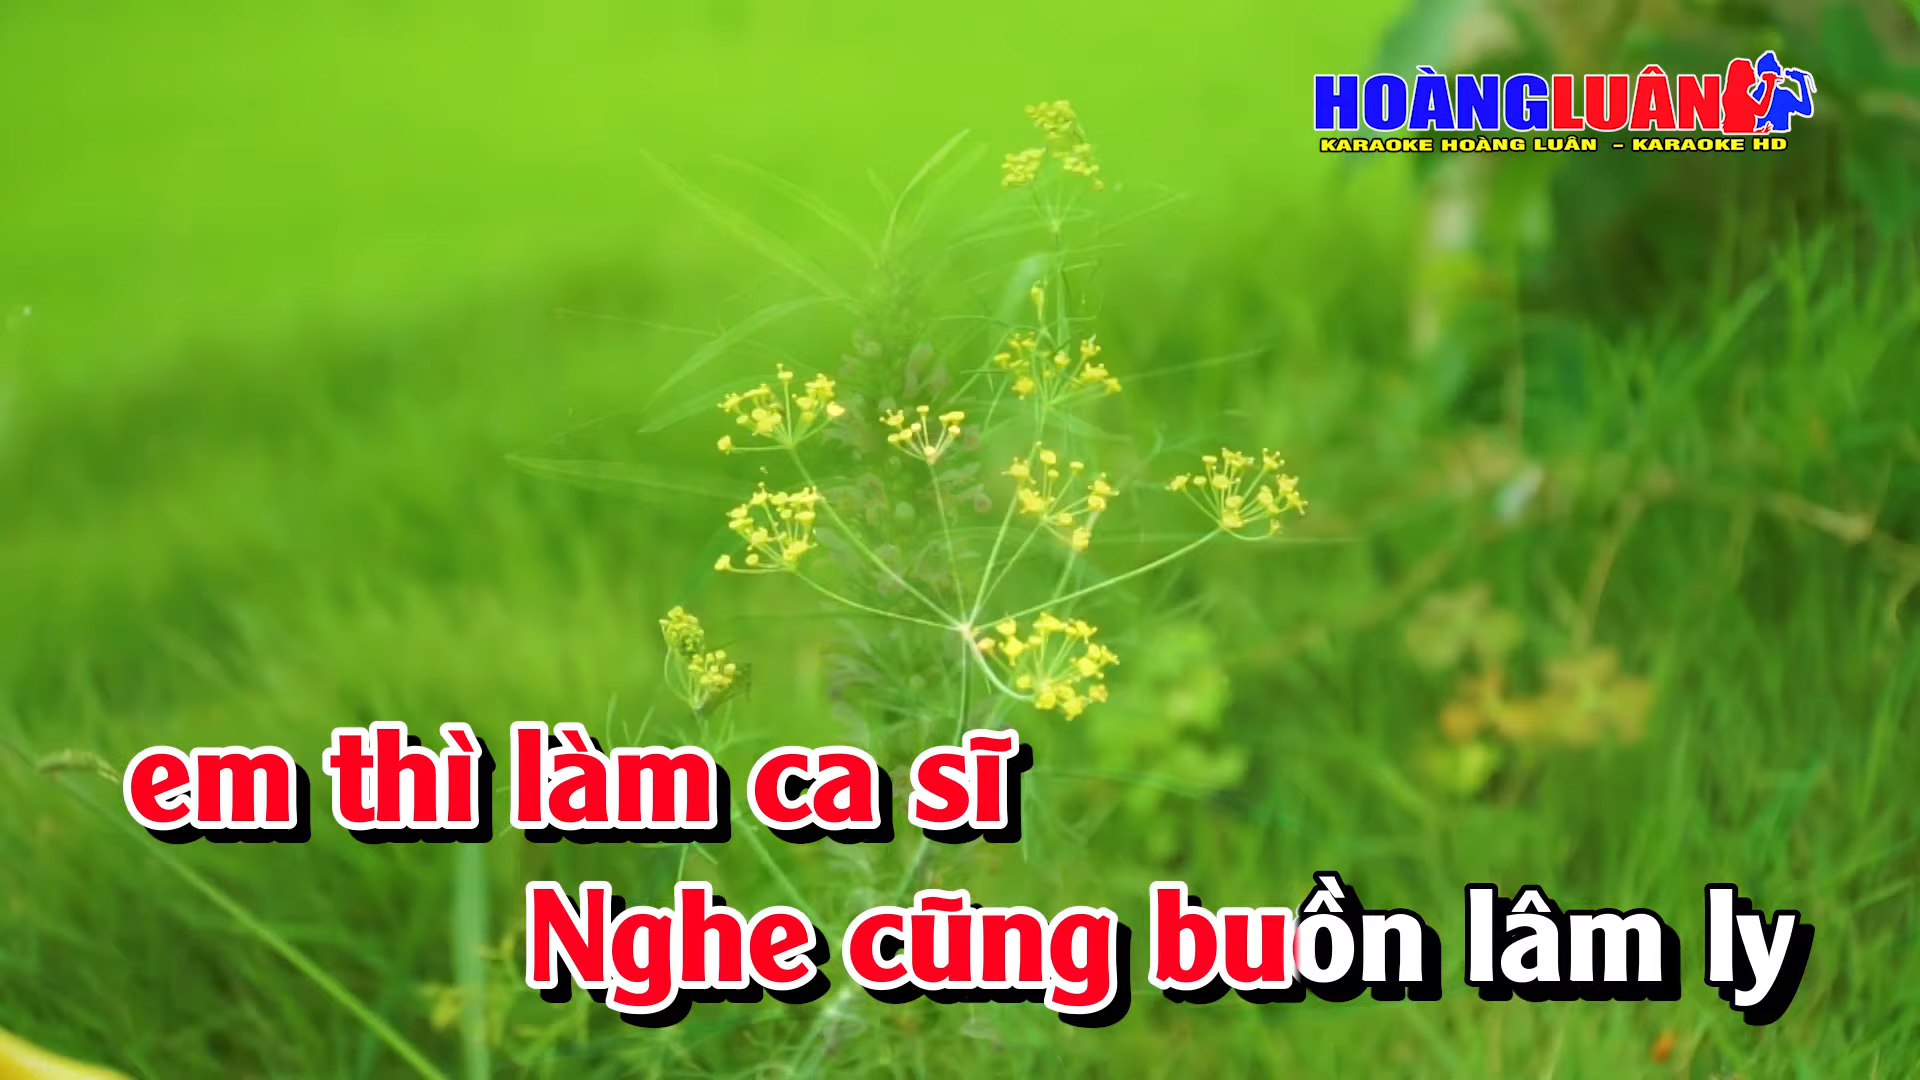 HOÀNGLUÂN
KARAOKE HOÀNG LUÂN - KARAOKE HD
em thì làm ca sĩ
Nghe cũng buồn lâm ly